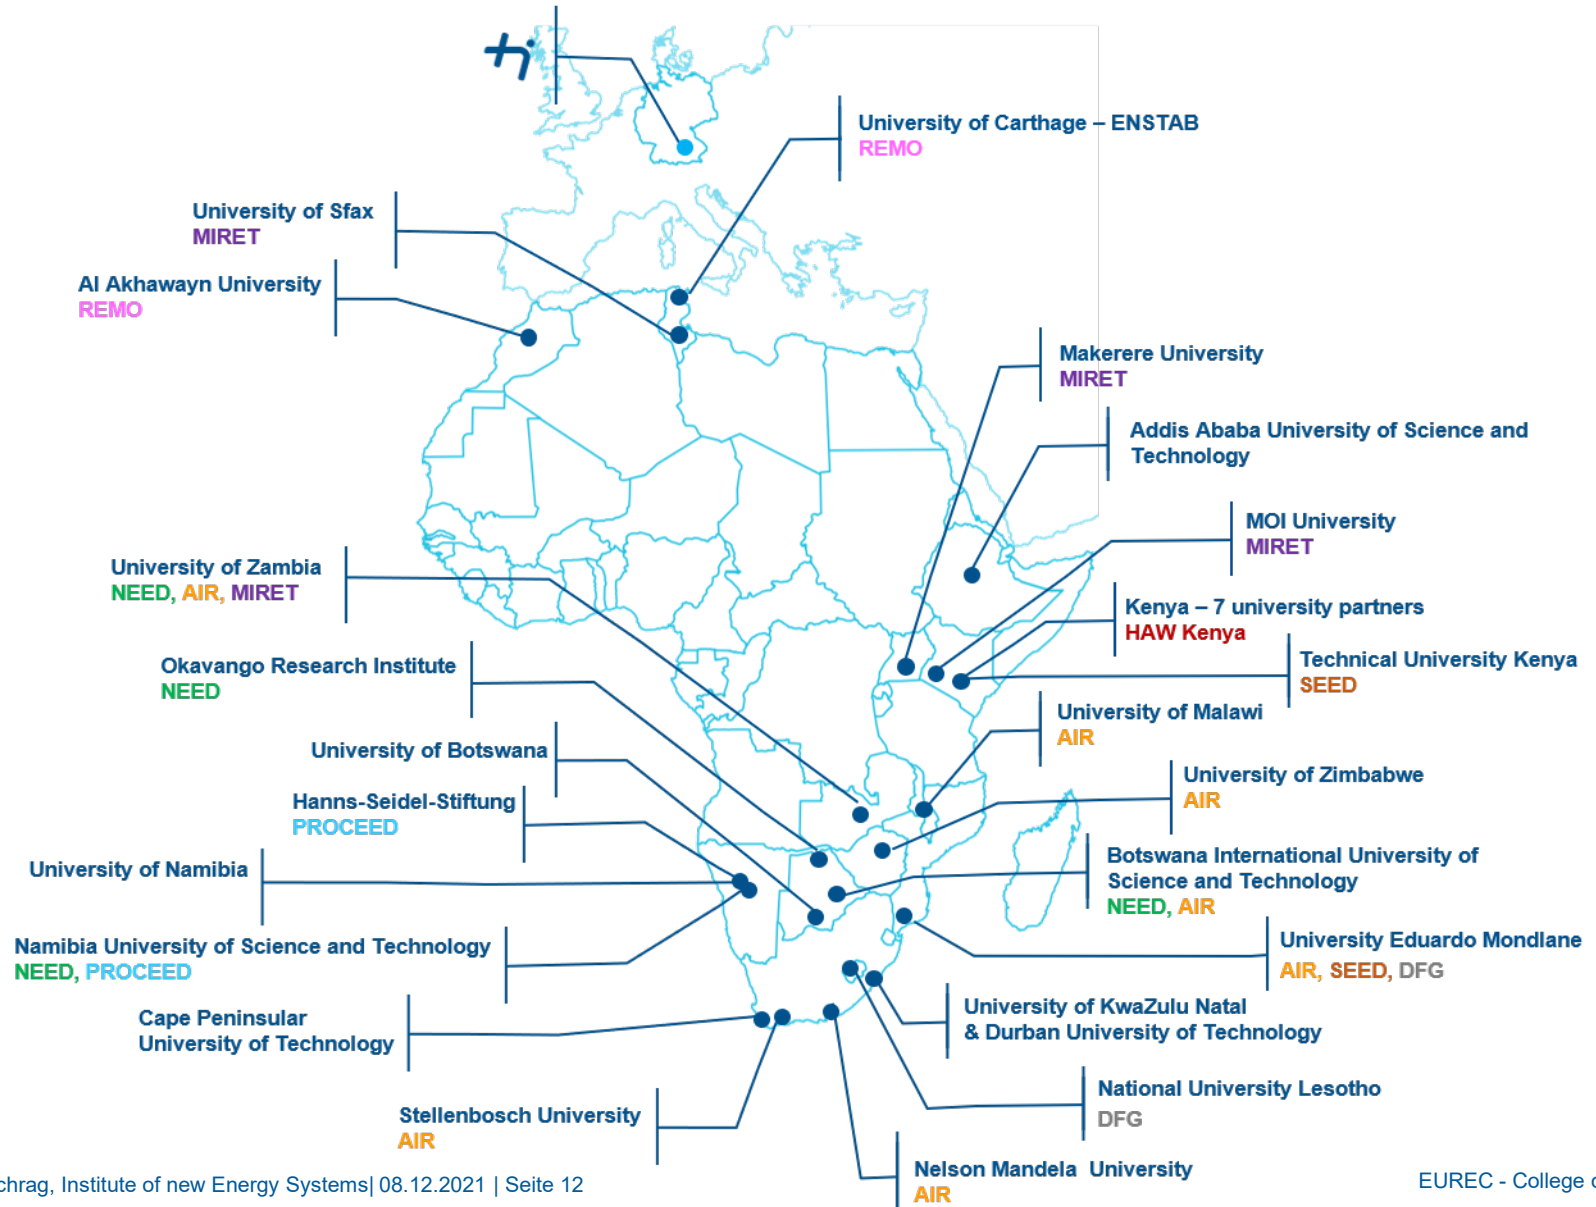 University of Carthage – ENSTAB
REMO
University of Sfax
MIRET
Al Akhawayn University
REMO
Makerere University
MIRET
Addis Ababa University of Science and
Technology
MOI University
MIRET
University of Zambia
NEED, AIR, MIRET
Kenya – 7 university partners
HAW Kenya
Okavango Research Institute
NEED
Technical University Kenya
SEED
University of Malawi
AIR
University of Botswana
University of Zimbabwe
AIR
Hanns-Seidel-Stiftung
PROCEED
Botswana International University of
Science and Technology
NEED, AIR
University of Namibia
University Eduardo Mondlane
AIR, SEED, DFG
Namibia University of Science and Technology
NEED, PROCEED
University of KwaZulu Natal
& Durban University of Technology
Cape Peninsular
University of Technology
National University Lesotho
DFG
Stellenbosch University
AIR
Nelson Mandela  University
AIR
chrag, Institute of new Energy Systems| 08.12.2021 | Seite 12
EUREC - College